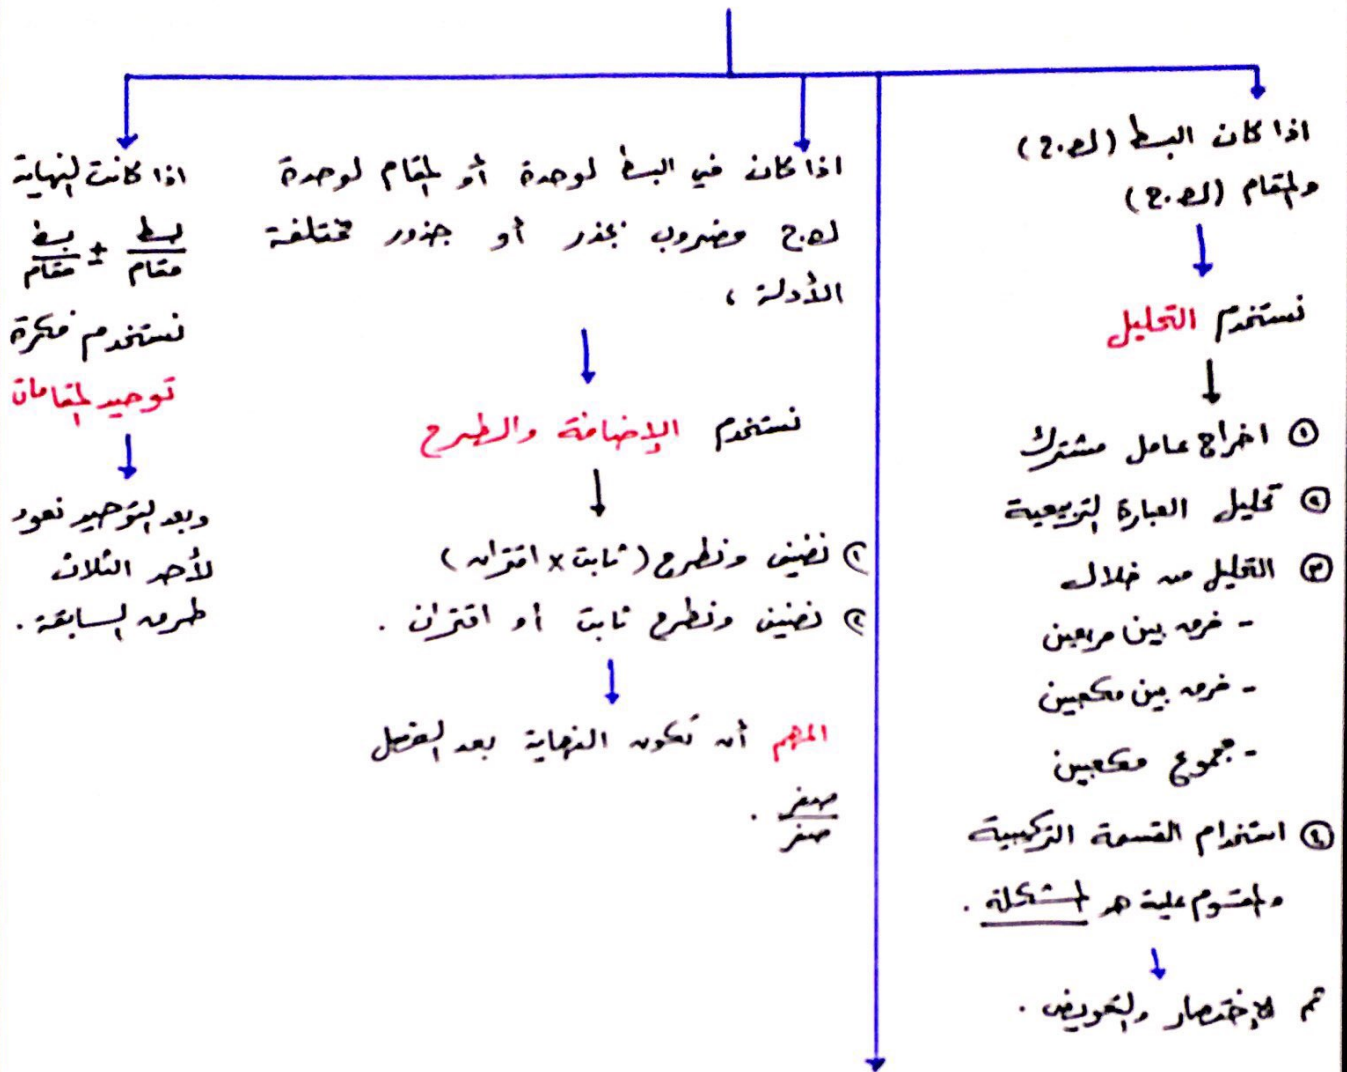 اذا كان البسط (ك.ص.ح)
والمقام (ك.ص.ح)
نستخدم التحليل
① اخراج عامل مشترك
② تحليل العبارة التربيعية
③ التحليل من خلال
- فرق بين مربعين
- فرق بين مكعبين
- مجموع مكعبين
④ استخدام القسمة التركيبية
والمقسوم عليه هو المشكلة .
ثم الإختصار والتعويض .
اذا كان في البسط لوحدة أو المقام لوحدة
ك.ص.ح مضروب بجذر أو جذور مختلفة
الأدلة ،
نستخدم الإضافة والطرح
١) نضيف ونطرح (ثابت × اقتران)
٢) نضيف ونطرح ثابت أو اقتران .
المهم أن تكون النهاية بعد الفصل
صفر
صفر .
اذا كانت النهاية
بسط ± بسط
مقام مقام
نستخدم فكرة
توحيد المقامات
وبعد التوحيد نعود
لأحد الثلاث
طرق السابقة .